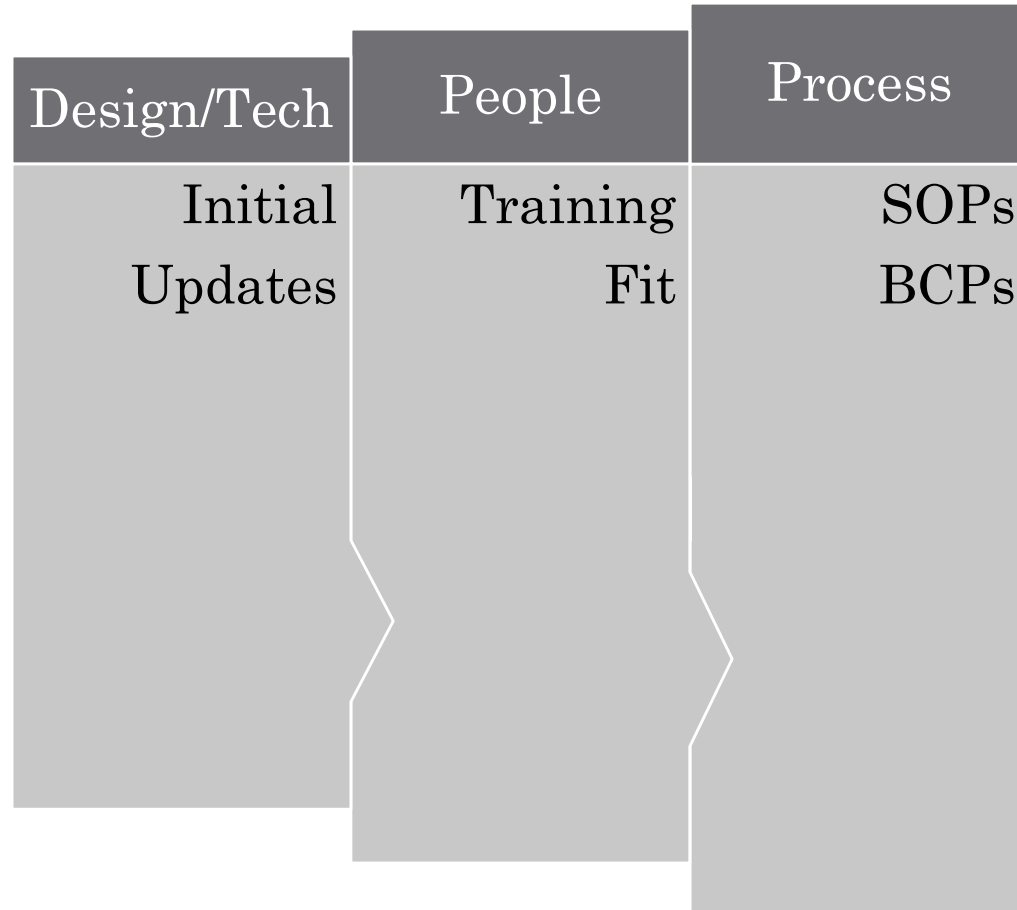 Design/Tech
Initial
Updates
People
Training
Fit
Process
SOPs
BCPs